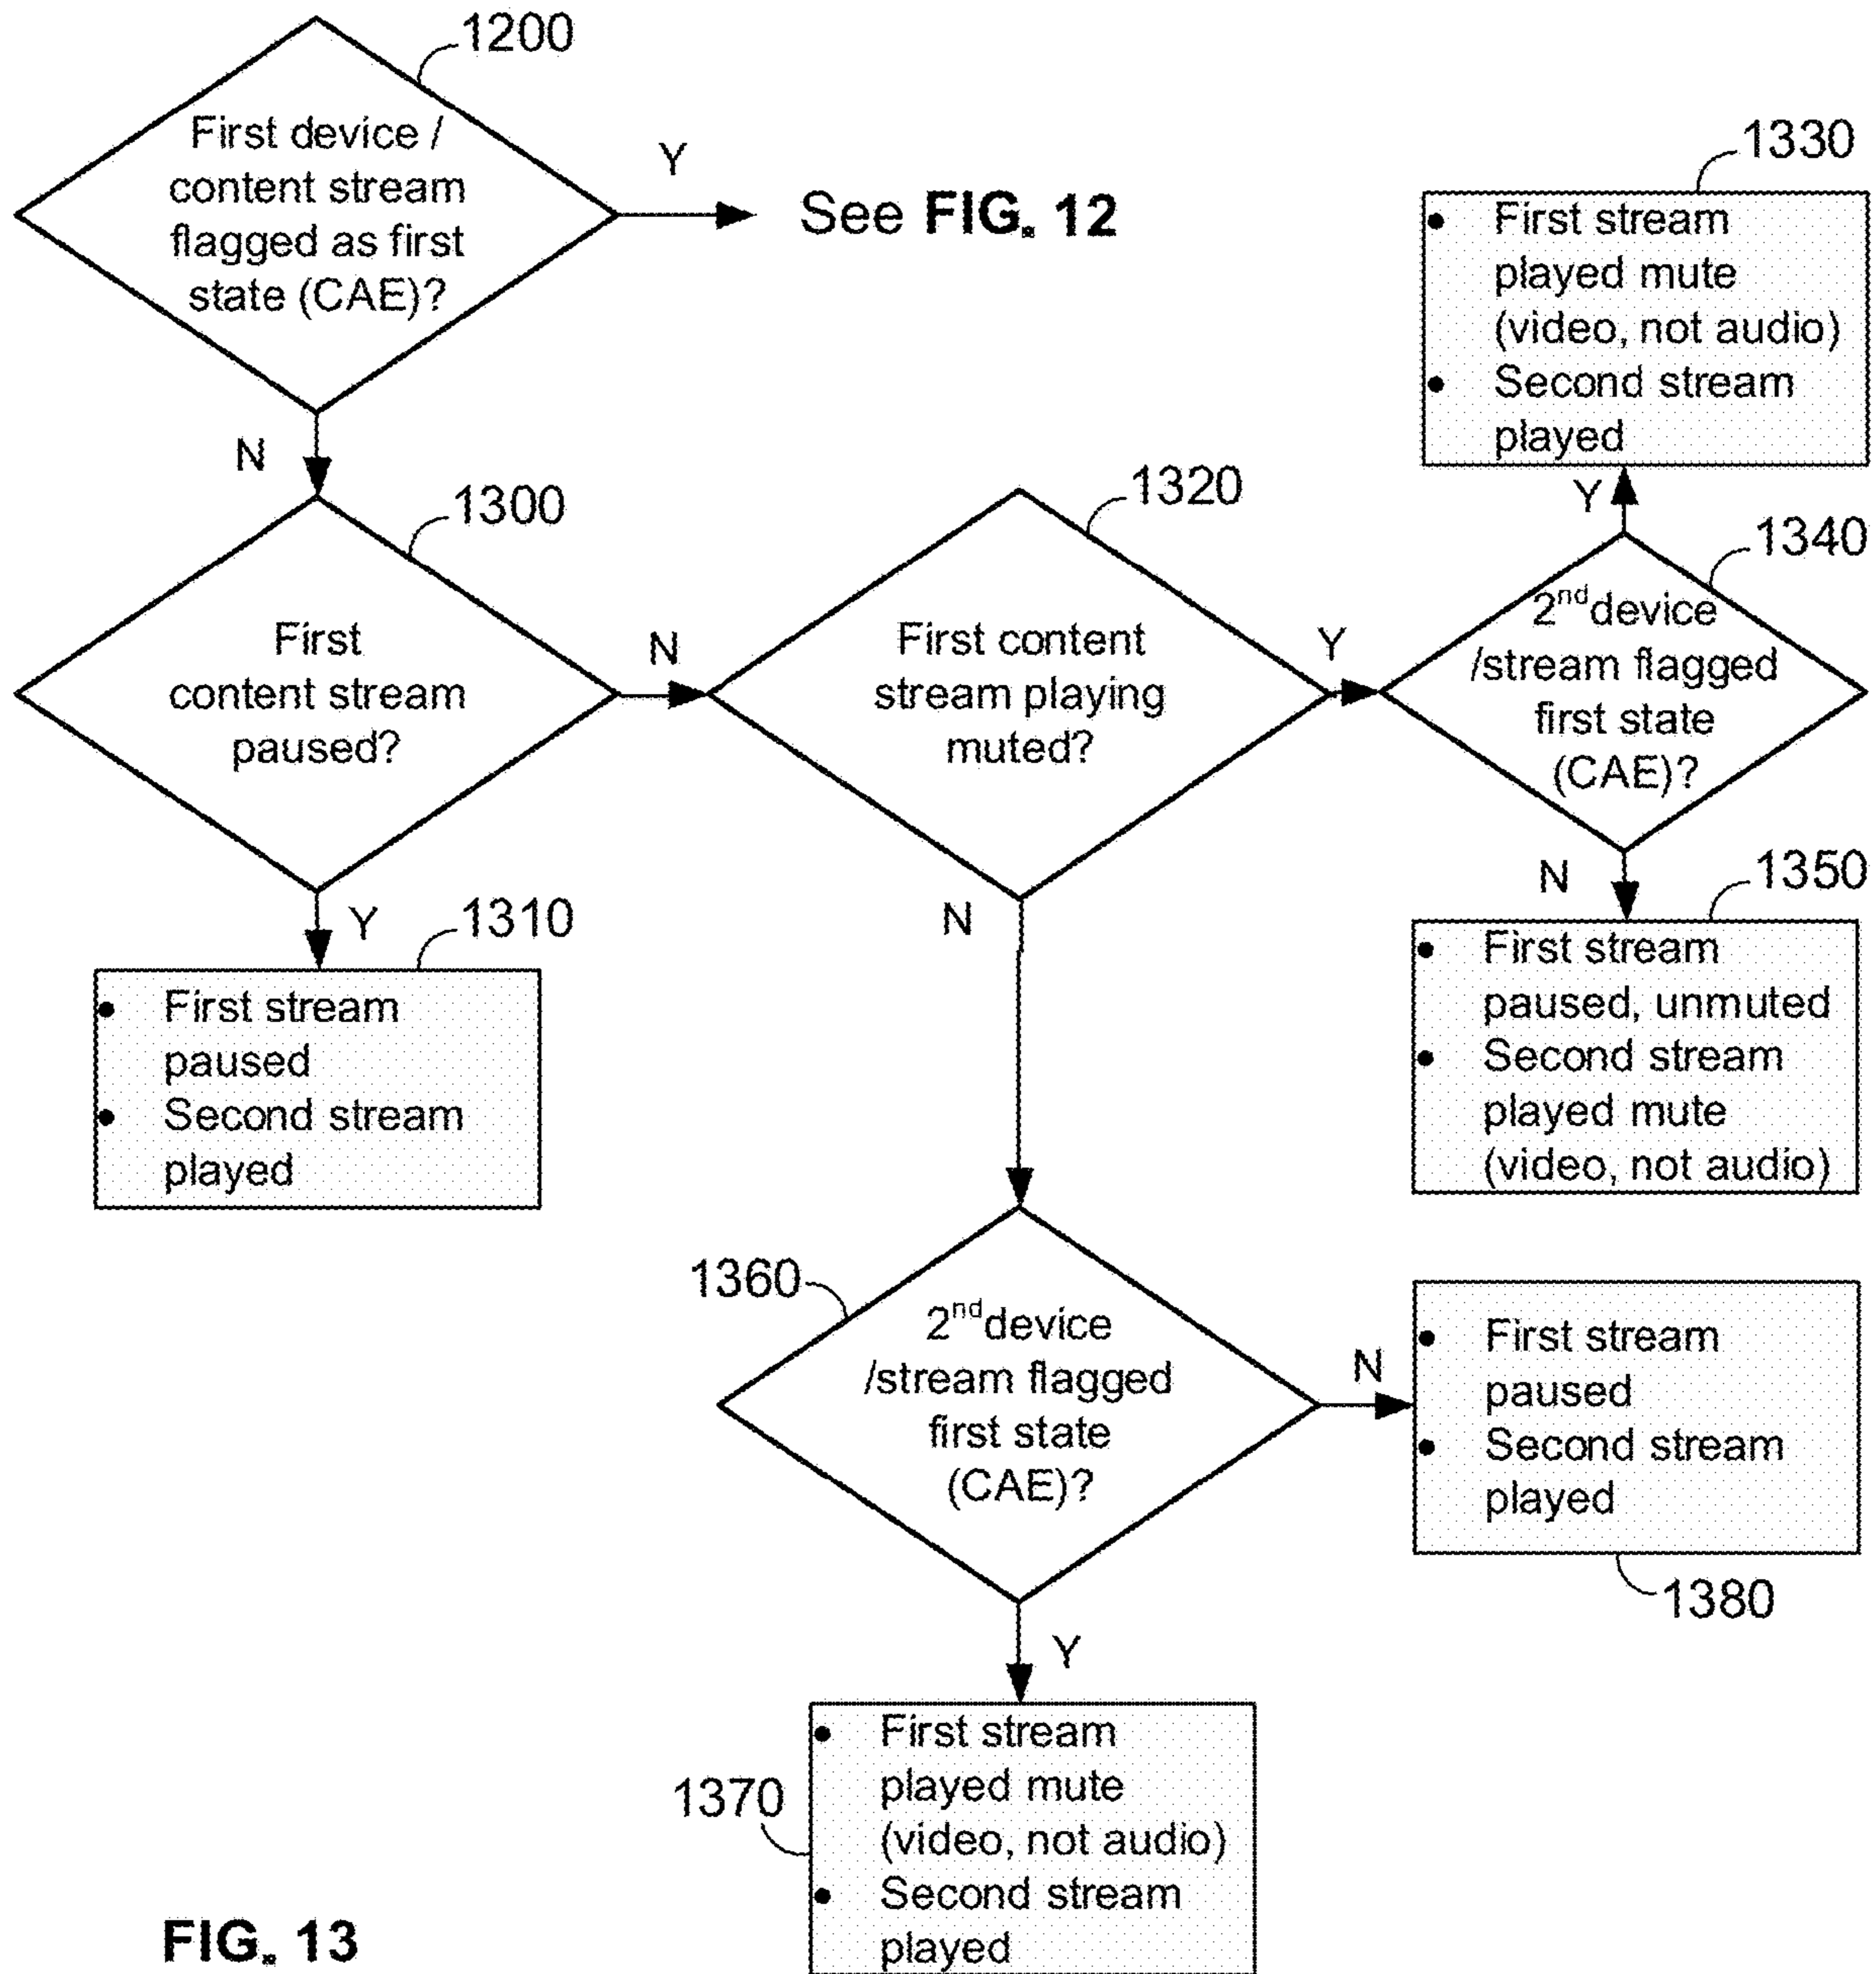 1200
First device /
content stream
flagged as first
state (CAE)?
Y
See FIG. 12
N
1300
First
content stream
paused?
N
Y
1310
• First stream
paused
• Second stream
played
1320
First content
stream playing
muted?
Y
N
1330
• First stream
played mute
(video, not audio)
• Second stream
played
Y
1340
2nd device
/stream flagged
first state
(CAE)?
N
1350
• First stream
paused, unmuted
• Second stream
played mute
(video, not audio)
1360
2nd device
/stream flagged
first state
(CAE)?
N
• First stream
paused
• Second stream
played
1380
Y
1370
• First stream
played mute
(video, not audio)
• Second stream
played
FIG. 13